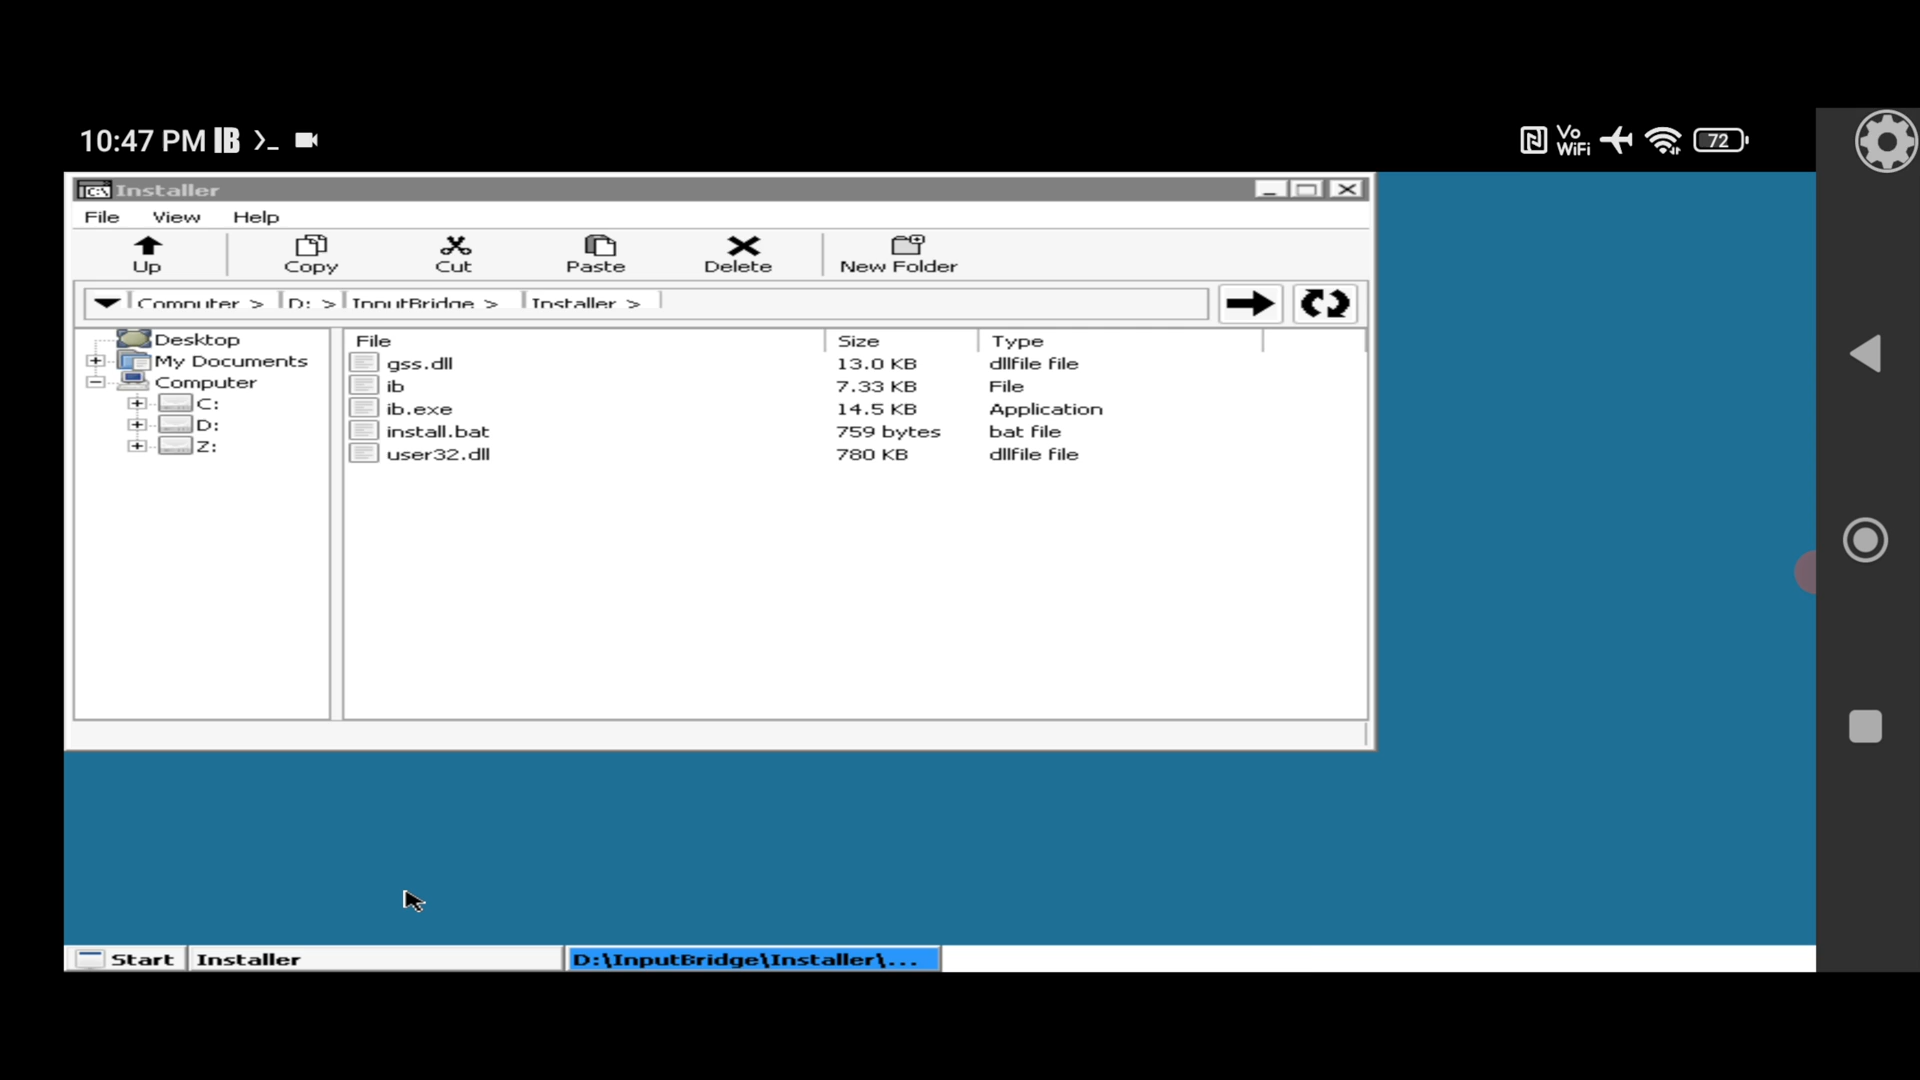 10:47 PM IB >_
Vo WiFi 72
Installer
File View Help
Up Copy Cut Paste Delete New Folder
Computer > D: > InputBridge > Installer >
Desktop
My Documents
Computer
C:
D:
Z:
File Size Type
gss.dll 13.0 KB dllfile file
ib 7.33 KB File
ib.exe 14.5 KB Application
install.bat 759 bytes bat file
user32.dll 780 KB dllfile file
Start Installer D:\InputBridge\Installer\...